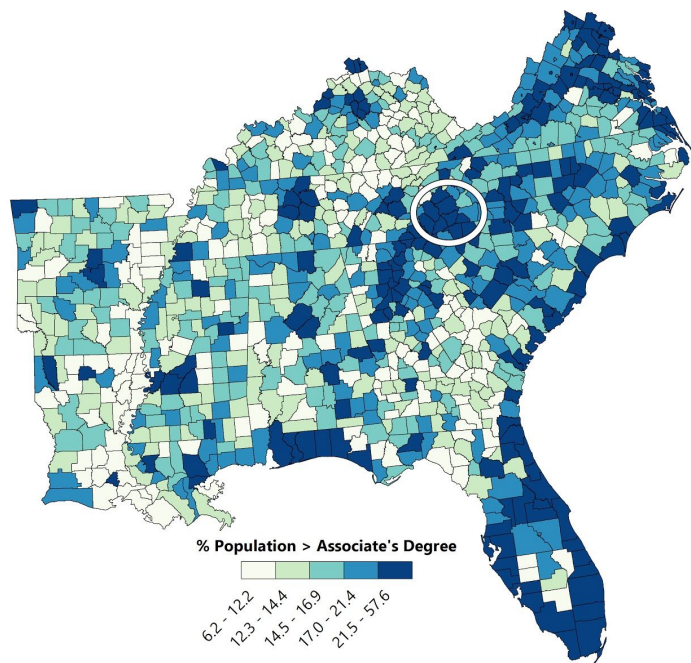 % Population > Associate's Degree
6.2 - 12.2
12.3 - 14.4
14.5 - 16.9
17.0 - 21.4
21.5 - 57.6